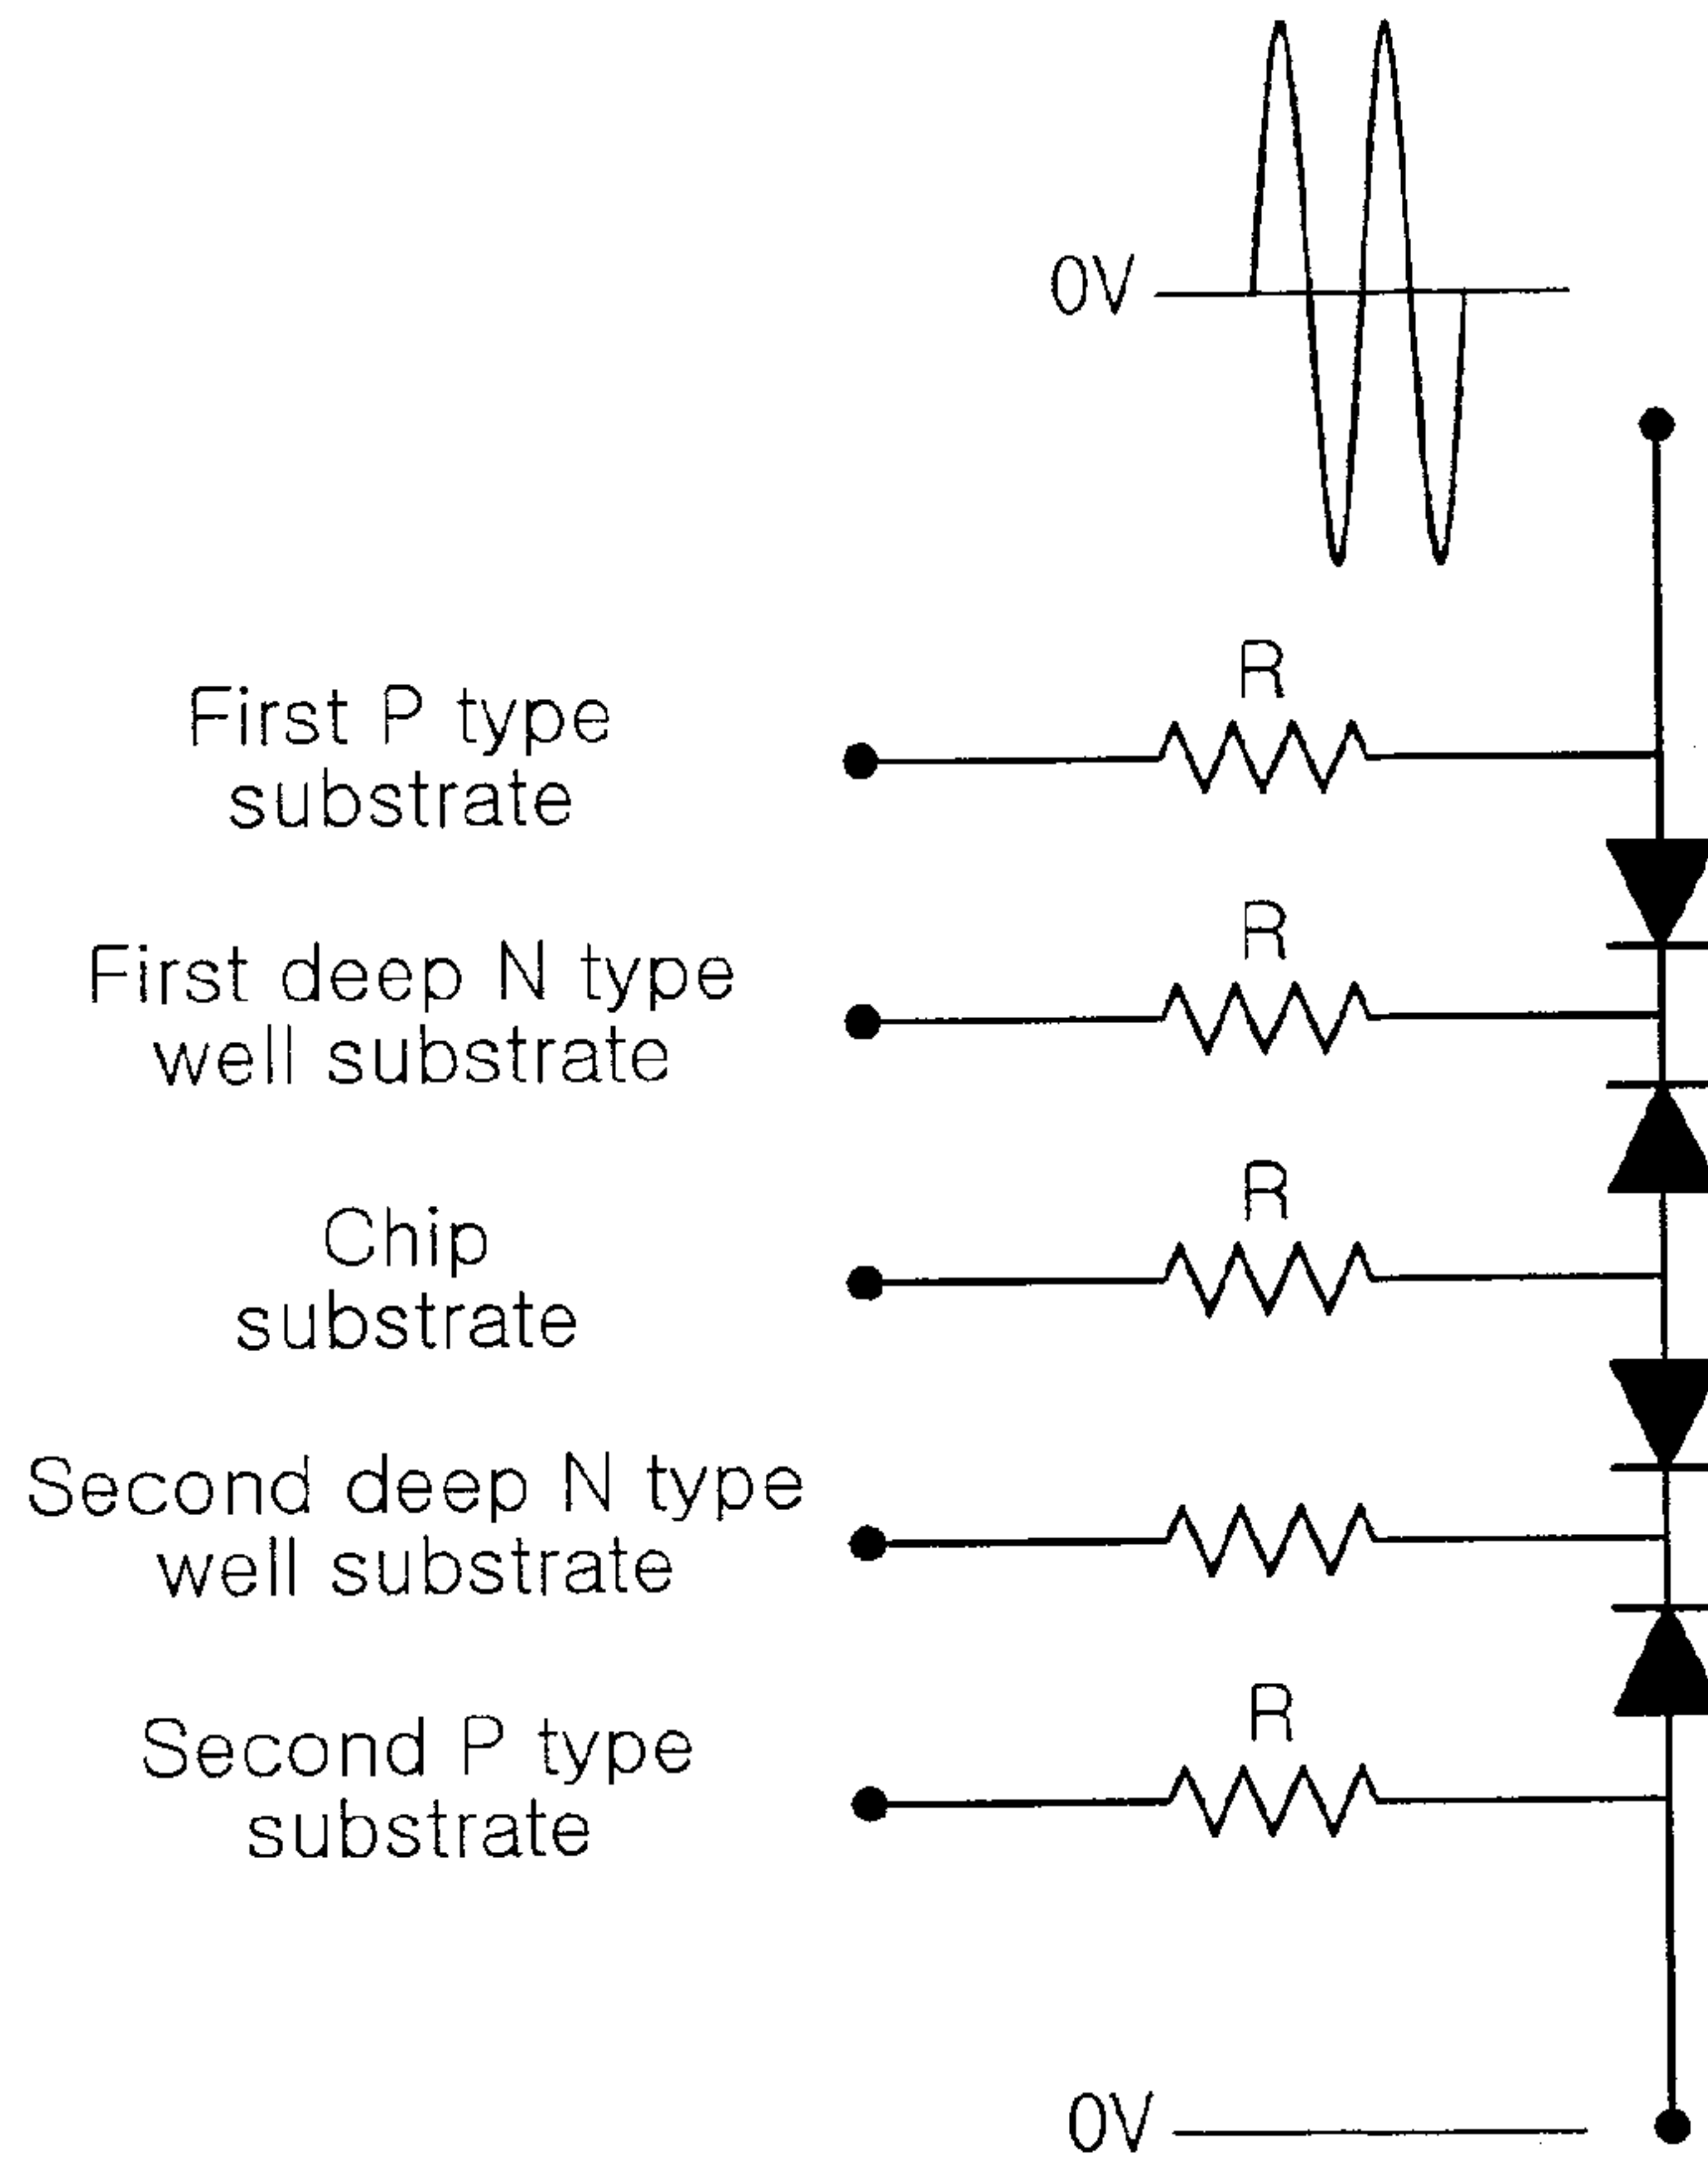 0V
R
First P type
substrate
R
First deep N type
well substrate
R
Chip
substrate
Second deep N type
well substrate
R
Second P type
substrate
0V